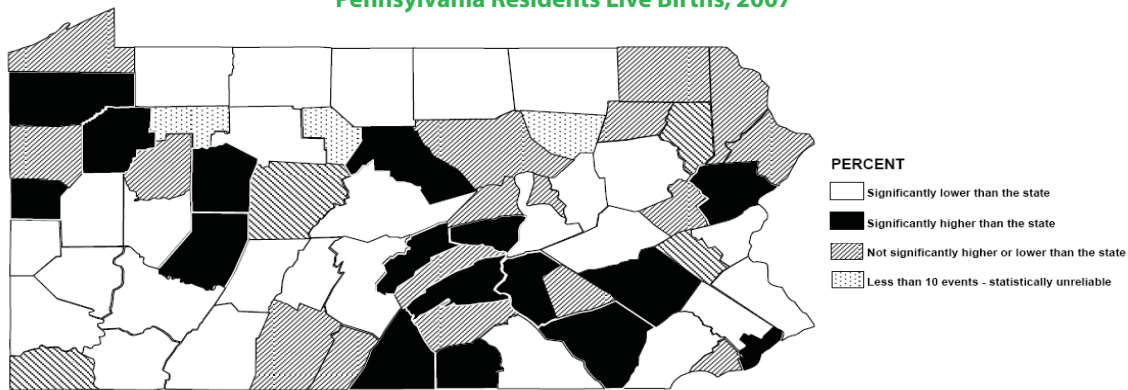 Pennsylvania Residents Live Births, 2007
PERCENT
Significantly lower than the state
Significantly higher than the state
Not significantly higher or lower than the state
Less than 10 events - statistically unreliable